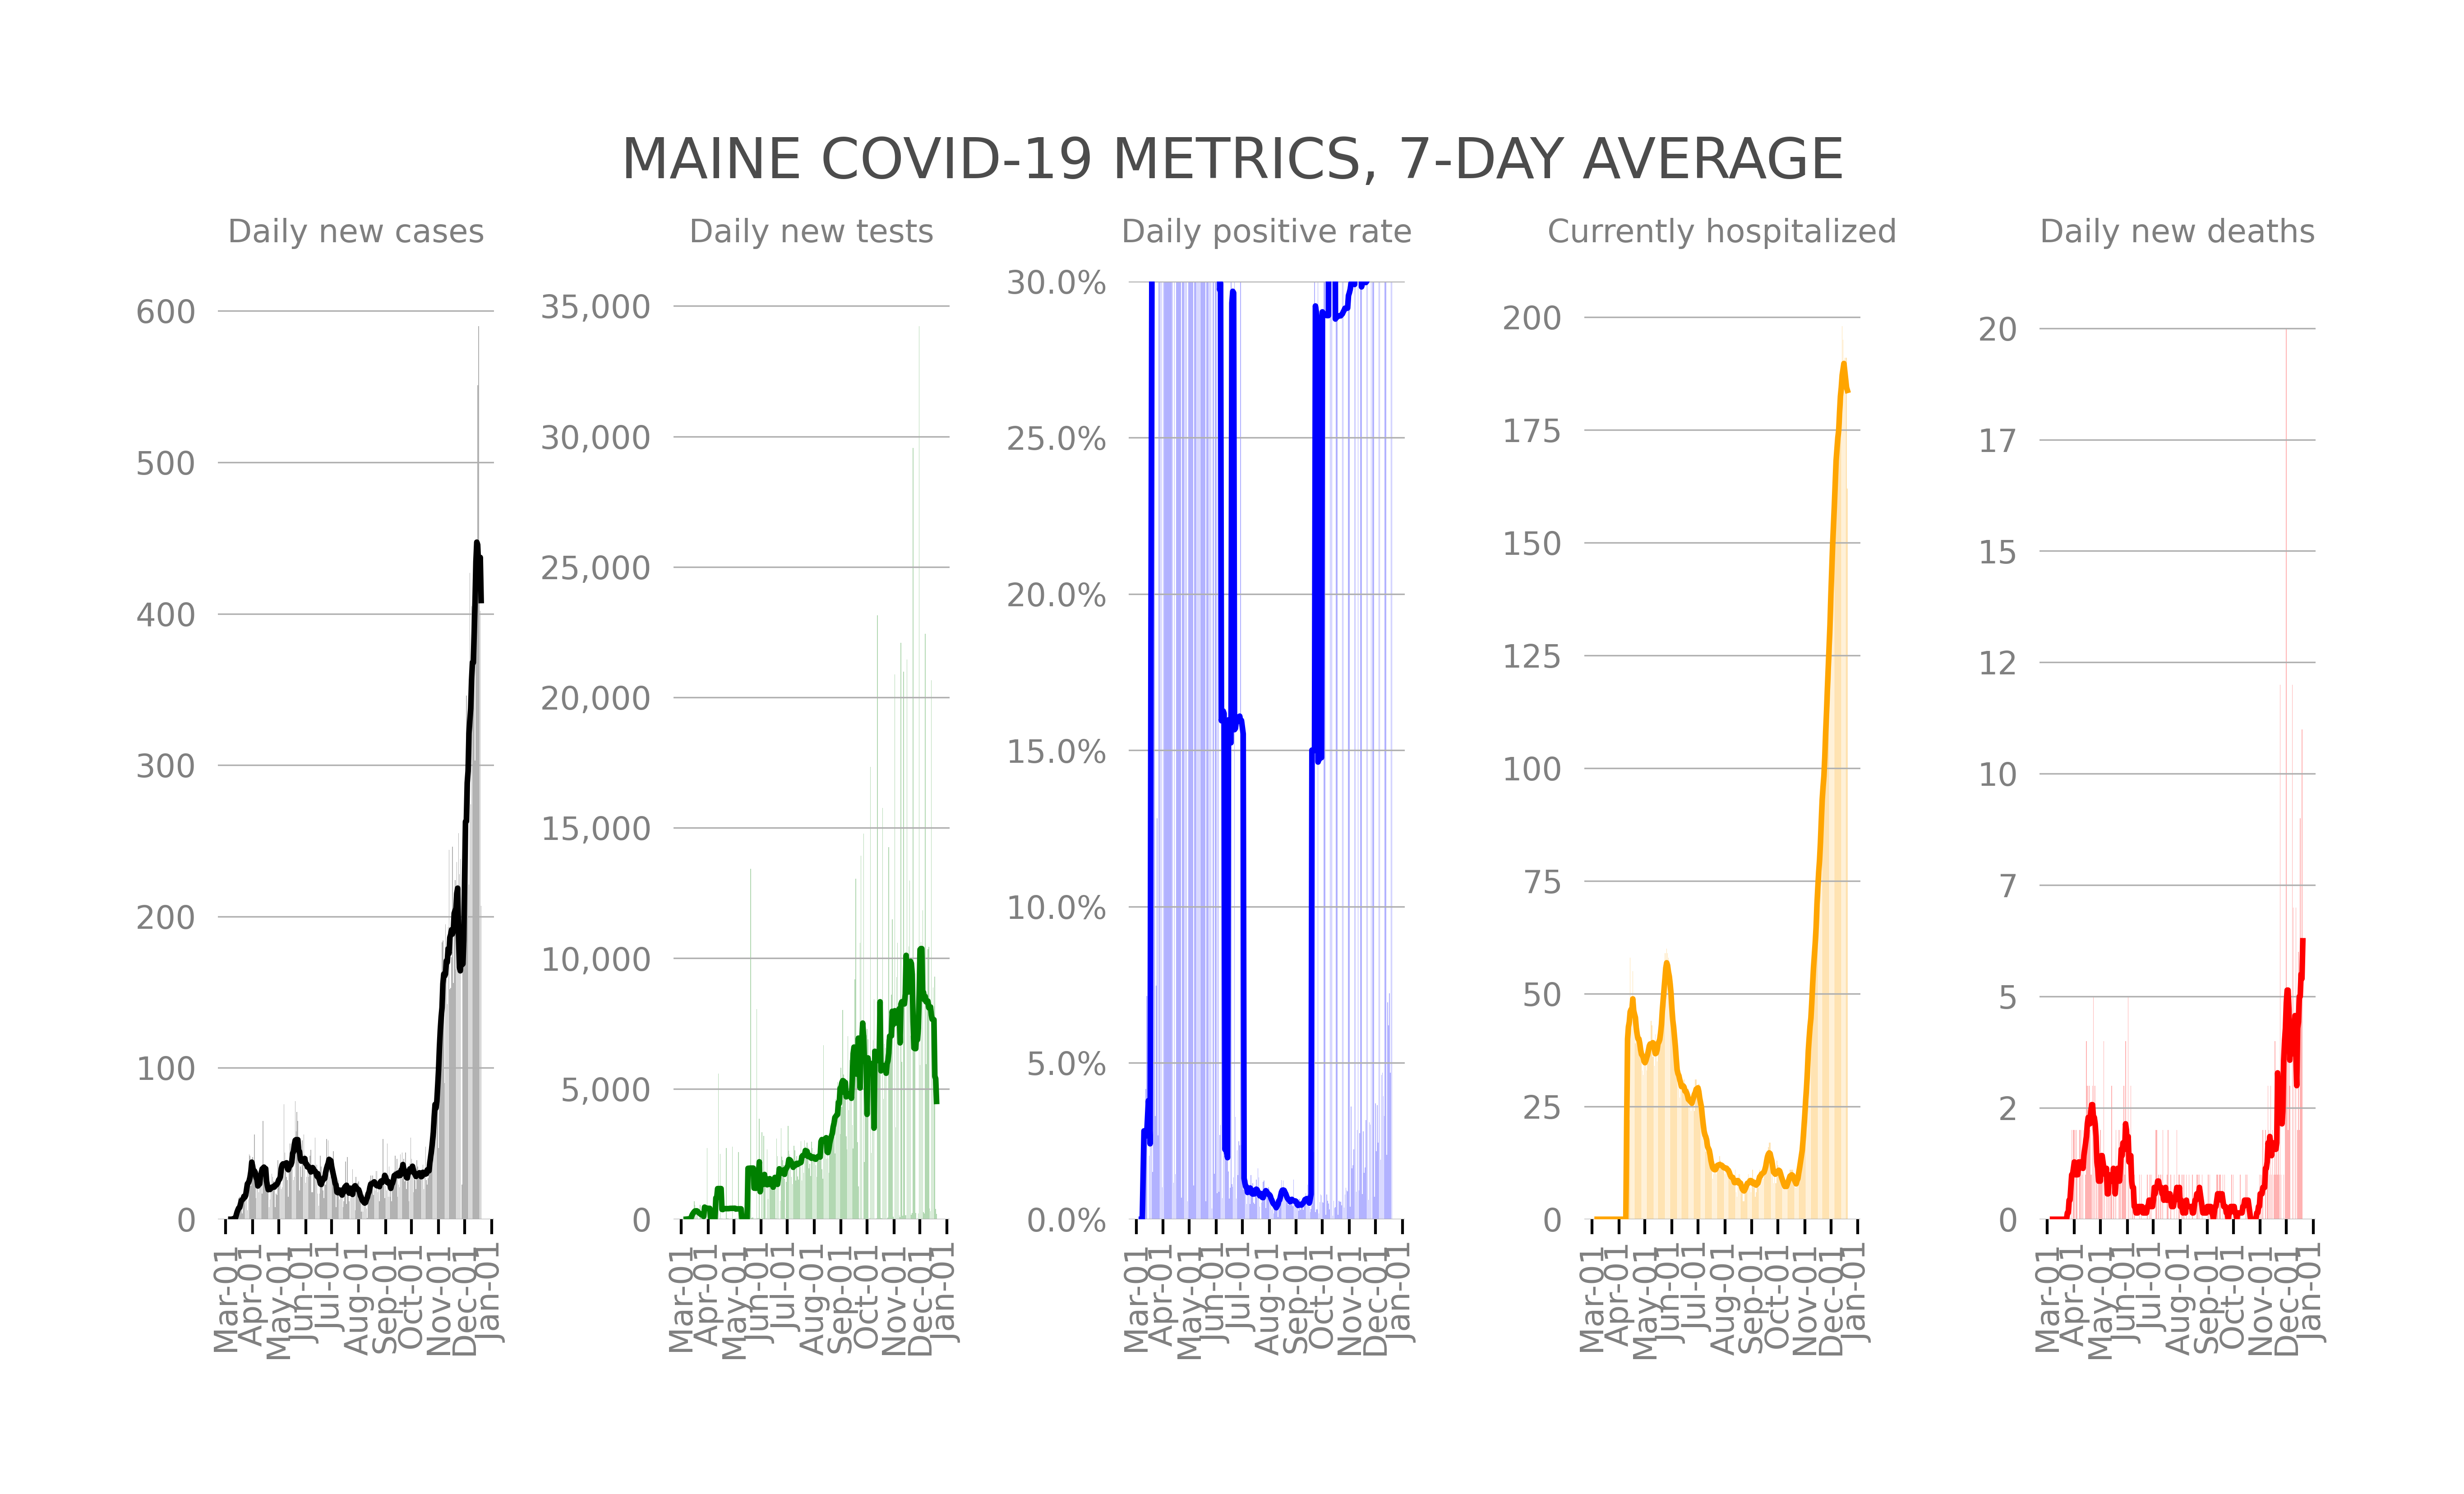 MAINE COVID-19 METRICS, 7-DAY AVERAGE
Daily new cases
600
500
400
300
200
100
0
Mar-01
Apr-01
May-01
Jun-01
Jul-01
Aug-01
Sep-01
Oct-01
Nov-01
Dec-01
Jan-01
Daily new tests
35,000
30,000
25,000
20,000
15,000
10,000
5,000
0
Mar-01
Apr-01
May-01
Jun-01
Jul-01
Aug-01
Sep-01
Oct-01
Nov-01
Dec-01
Jan-01
Daily positive rate
30.0%
25.0%
20.0%
15.0%
10.0%
5.0%
0.0%
Mar-01
Apr-01
May-01
Jun-01
Jul-01
Aug-01
Sep-01
Oct-01
Nov-01
Dec-01
Jan-01
Currently hospitalized
200
175
150
125
100
75
50
25
0
Mar-01
Apr-01
May-01
Jun-01
Jul-01
Aug-01
Sep-01
Oct-01
Nov-01
Dec-01
Jan-01
Daily new deaths
20
17
15
12
10
7
5
2
0
Mar-01
Apr-01
May-01
Jun-01
Jul-01
Aug-01
Sep-01
Oct-01
Nov-01
Dec-01
Jan-01